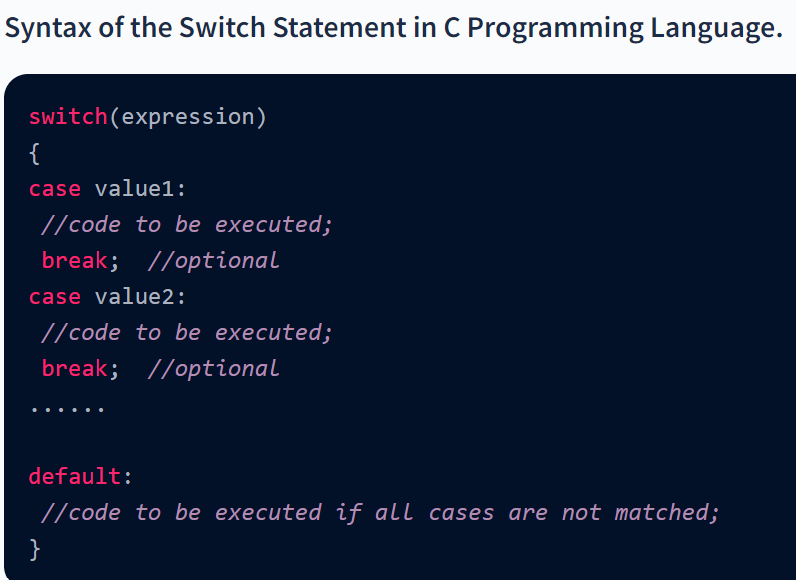 Syntax of the Switch Statement in C Programming Language.
switch(expression)
{
case value1:
//code to be executed;
break; //optional
case value2:
//code to be executed;
break; //optional
......
default:
//code to be executed if all cases are not matched;
}